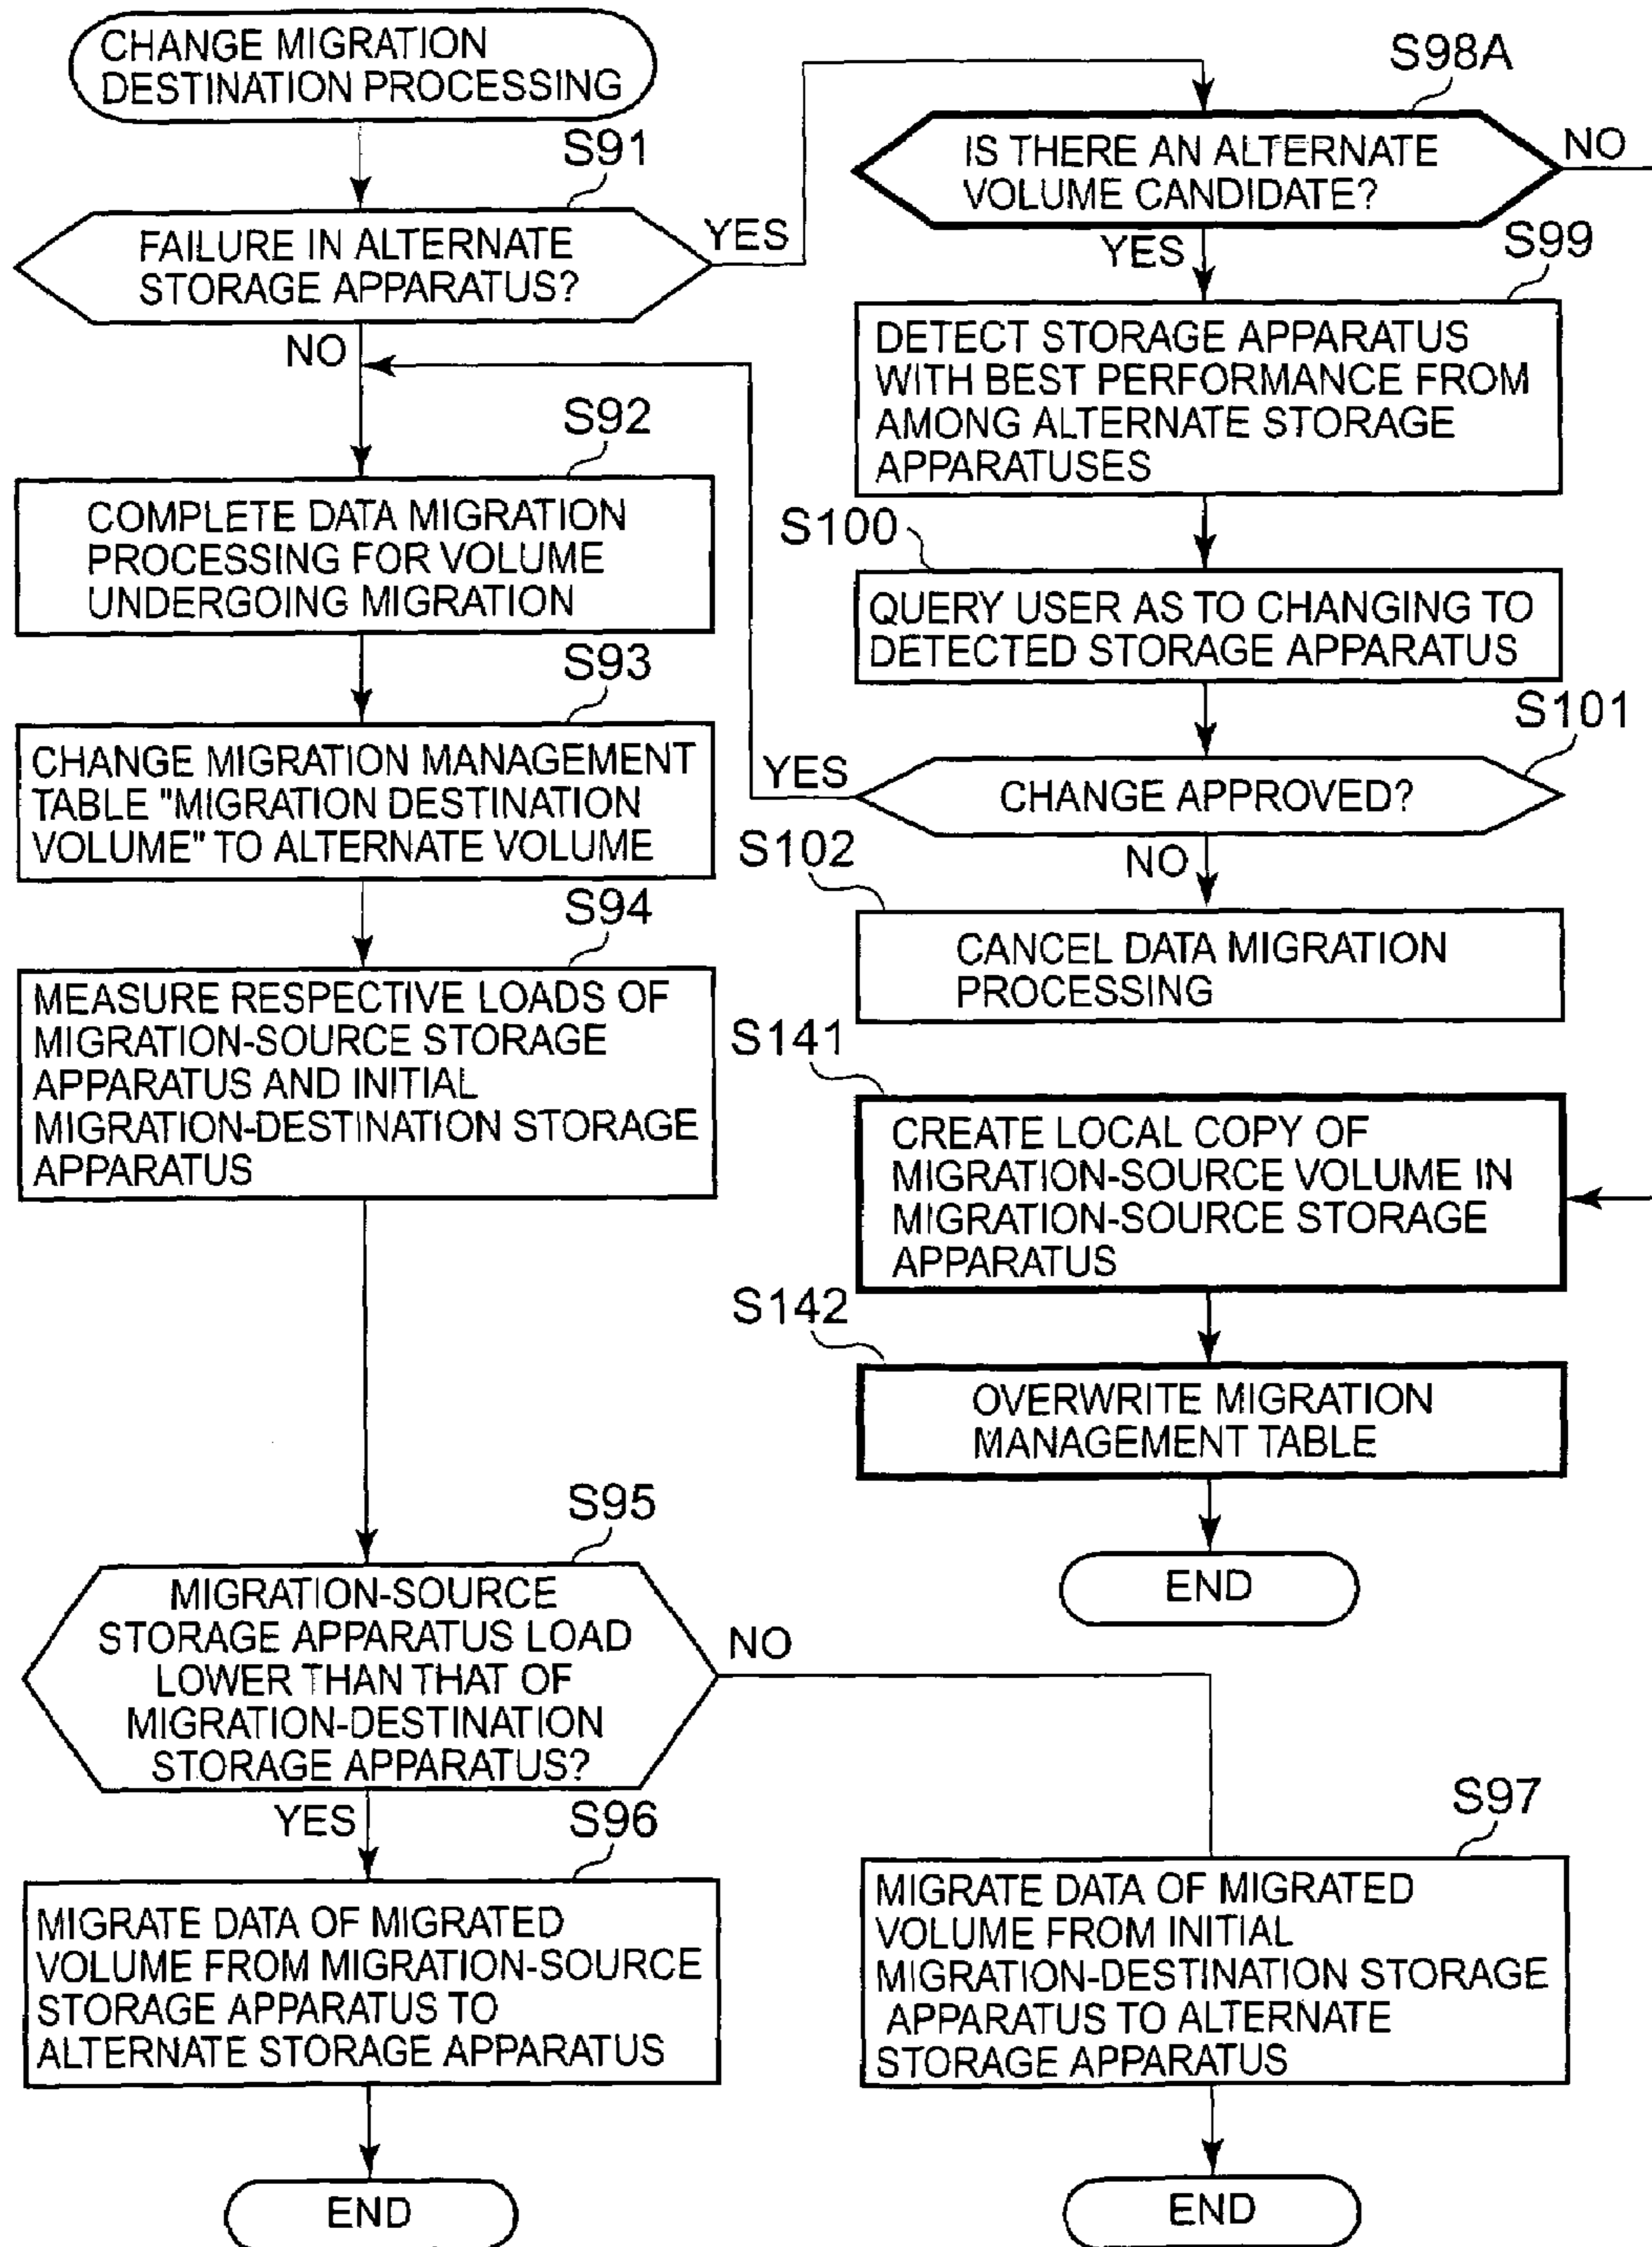 CHANGE MIGRATION
DESTINATION PROCESSING
S91
FAILURE IN ALTERNATE
STORAGE APPARATUS?
YES
NO
S92
COMPLETE DATA MIGRATION
PROCESSING FOR VOLUME
UNDERGOING MIGRATION
S93
CHANGE MIGRATION MANAGEMENT
TABLE "MIGRATION DESTINATION
VOLUME" TO ALTERNATE VOLUME
S94
MEASURE RESPECTIVE LOADS OF
MIGRATION-SOURCE STORAGE
APPARATUS AND INITIAL
MIGRATION-DESTINATION STORAGE
APPARATUS
S95
MIGRATION-SOURCE
STORAGE APPARATUS LOAD
LOWER THAN THAT OF
MIGRATION-DESTINATION
STORAGE APPARATUS?
NO
YES
S96
MIGRATE DATA OF MIGRATED
VOLUME FROM MIGRATION-SOURCE
STORAGE APPARATUS TO
ALTERNATE STORAGE APPARATUS
END
S98A
IS THERE AN ALTERNATE
VOLUME CANDIDATE?
NO
YES
S99
DETECT STORAGE APPARATUS
WITH BEST PERFORMANCE FROM
AMONG ALTERNATE STORAGE
APPARATUSES
S100
QUERY USER AS TO CHANGING TO
DETECTED STORAGE APPARATUS
S101
CHANGE APPROVED?
YES
NO
S102
CANCEL DATA MIGRATION
PROCESSING
S141
CREATE LOCAL COPY OF
MIGRATION-SOURCE VOLUME IN
MIGRATION-SOURCE STORAGE
APPARATUS
S142
OVERWRITE MIGRATION
MANAGEMENT TABLE
END
S97
MIGRATE DATA OF MIGRATED
VOLUME FROM INITIAL
MIGRATION-DESTINATION STORAGE
APPARATUS TO ALTERNATE
STORAGE APPARATUS
END